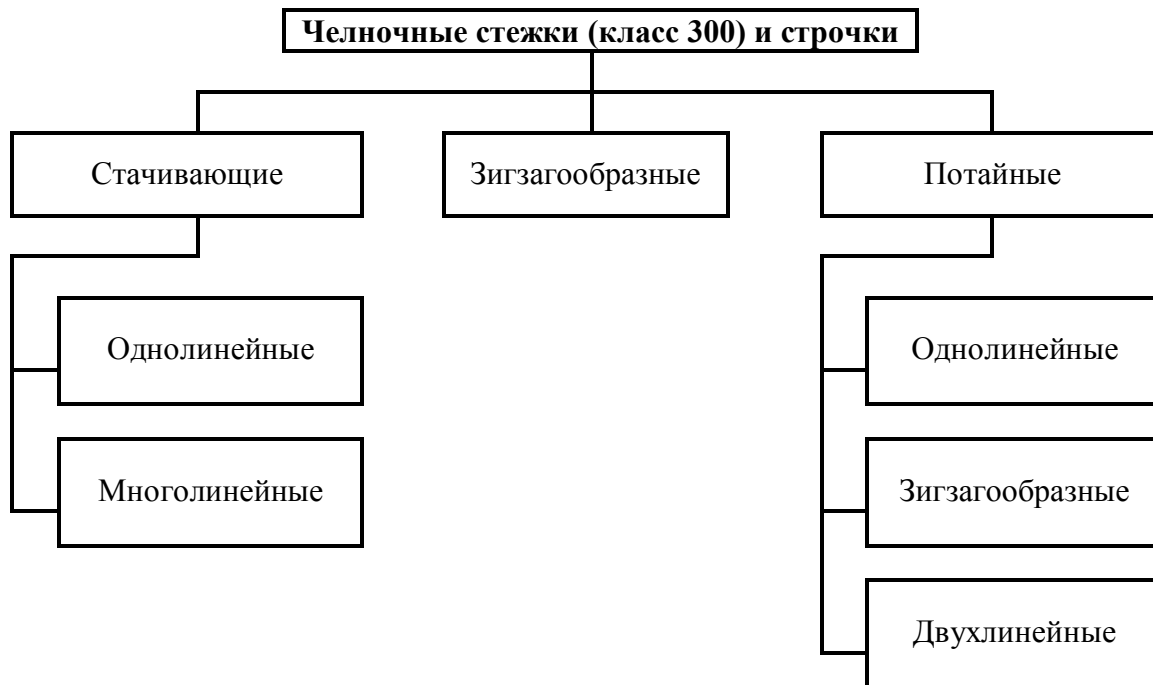 Челночные стежки (класс 300) и строчки
Стачивающие
Зигзагообразные
Потайные
Однолинейные
Многолинейные
Однолинейные
Зигзагообразные
Двухлинейные